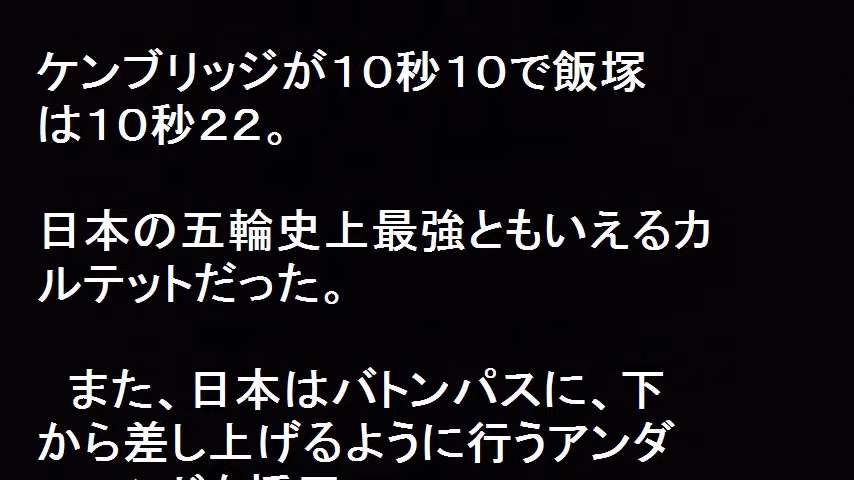 ケンブリッジが１０秒１０で飯塚
は１０秒２２。
日本の五輪史上最強ともいえるカ
ルテットだった。
また、日本はバトンパスに、下
から差し上げるように行うアンダ